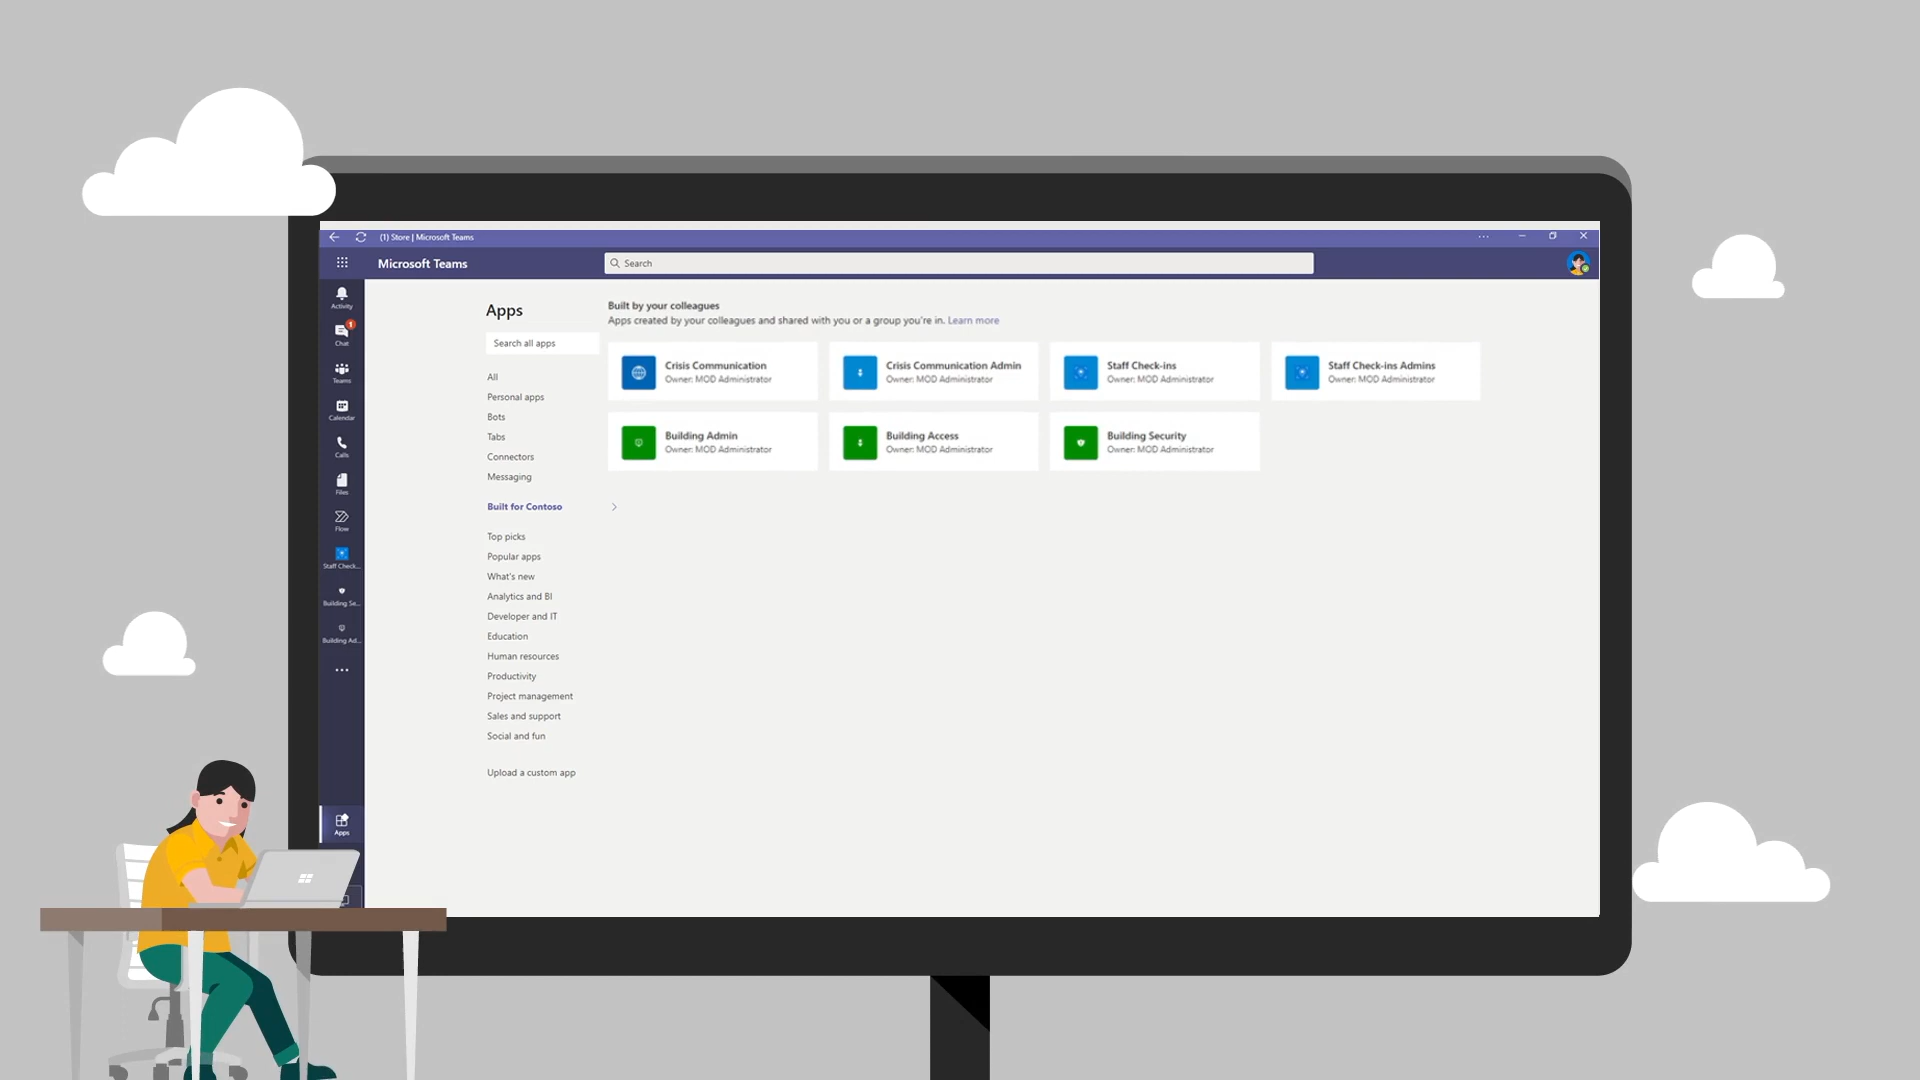 (1) Store | Microsoft Teams
Microsoft Teams
Search
Activity
1
Chat
Teams
Calendar
Calls
Files
Flow
Staff Check...
Building Se...
Building Ad...
Apps
Apps
Search all apps
All
Personal apps
Bots
Tabs
Connectors
Messaging
Built for Contoso
Top picks
Popular apps
What's new
Analytics and BI
Developer and IT
Education
Human resources
Productivity
Project management
Sales and support
Social and fun
Upload a custom app
Built by your colleagues
Apps created by your colleagues and shared with you or a group you're in. Learn more
Crisis Communication
Owner: MOD Administrator
Crisis Communication Admin
Owner: MOD Administrator
Staff Check-ins
Owner: MOD Administrator
Staff Check-ins Admins
Owner: MOD Administrator
Building Admin
Owner: MOD Administrator
Building Access
Owner: MOD Administrator
Building Security
Owner: MOD Administrator